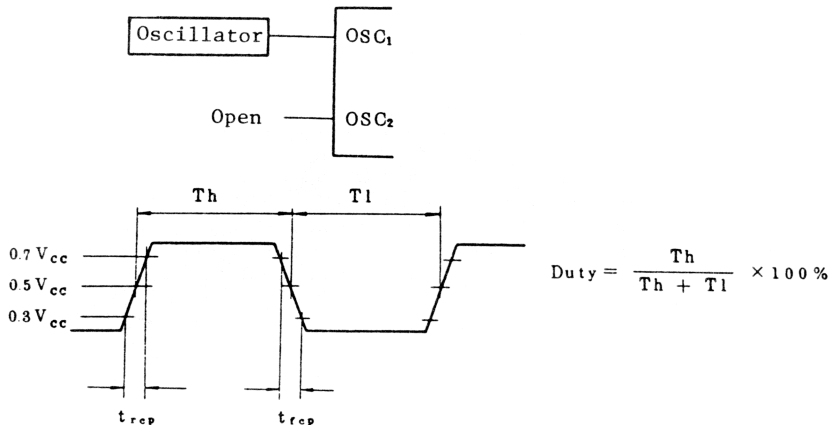 Oscillator
OSC₁
Open
OSC₂
Th
Tl
0.7 Vcc
0.5 Vcc
0.3 Vcc
Duty = Th / (Th + Tl) × 100%
trcp
tfcp